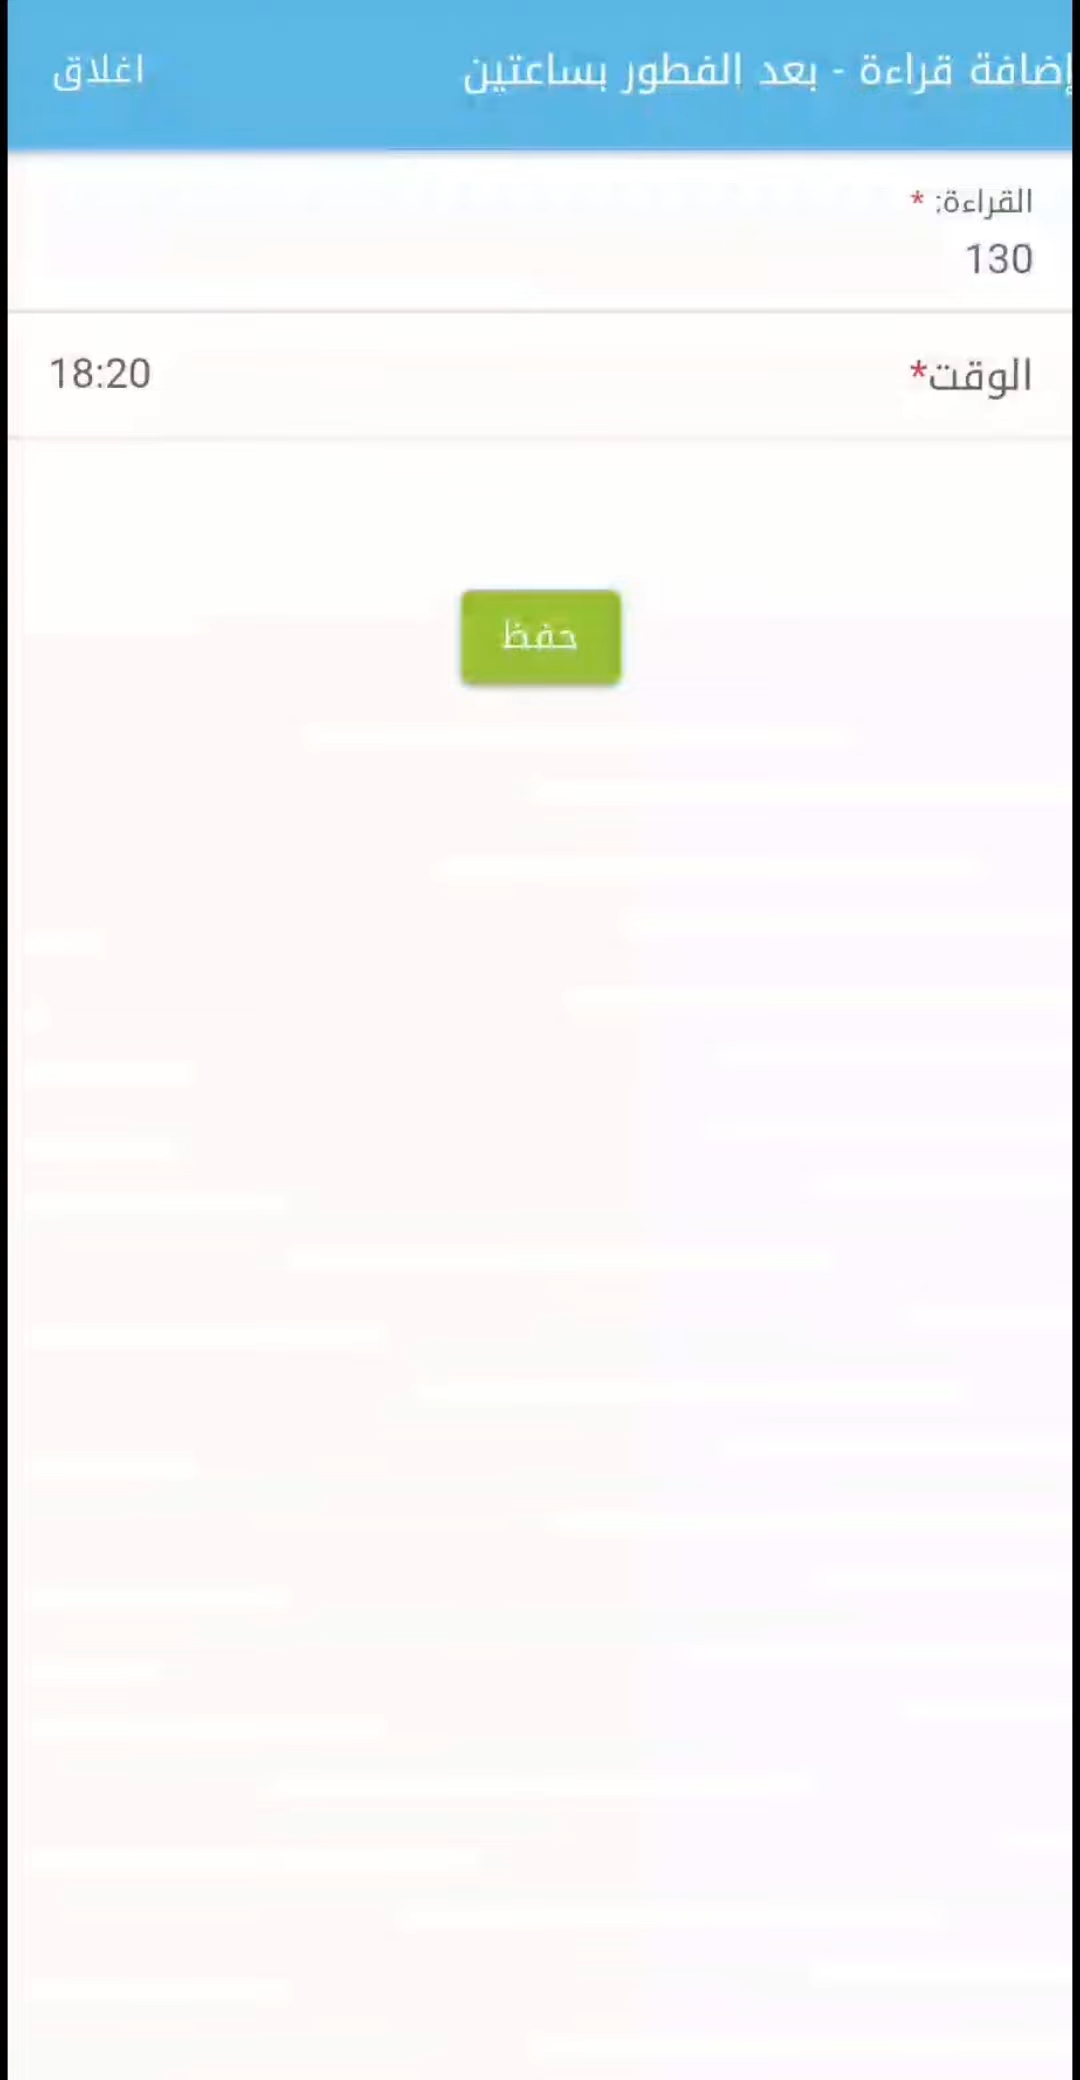 إضافة قراءة - بعد الفطور بساعتين
اغلاق
القراءة: *
130
الوقت*
18:20
حفظ